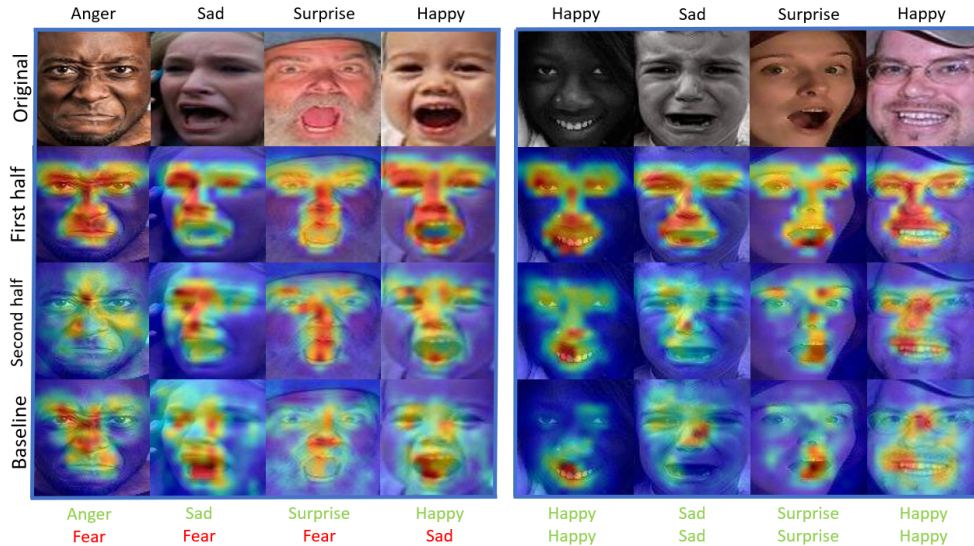 Anger Sad Surprise Happy Happy Sad Surprise Happy
Original
First half
Second half
Baseline
Anger Sad Surprise Happy Happy Sad Surprise Happy
Fear Fear Fear Sad Happy Sad Surprise Happy